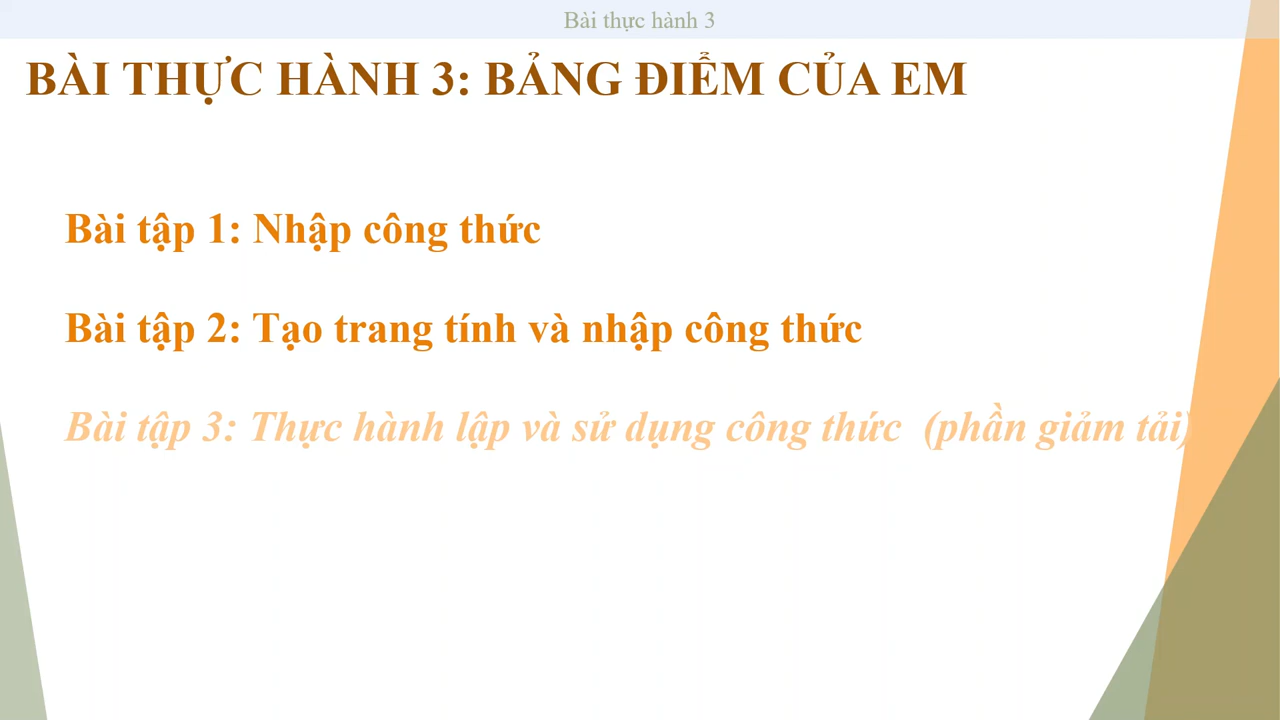 Bài thực hành 3
BÀI THỰC HÀNH 3: BẢNG ĐIỂM CỦA EM
Bài tập 1: Nhập công thức
Bài tập 2: Tạo trang tính và nhập công thức
Bài tập 3: Thực hành lập và sử dụng công thức (phần giảm tải)